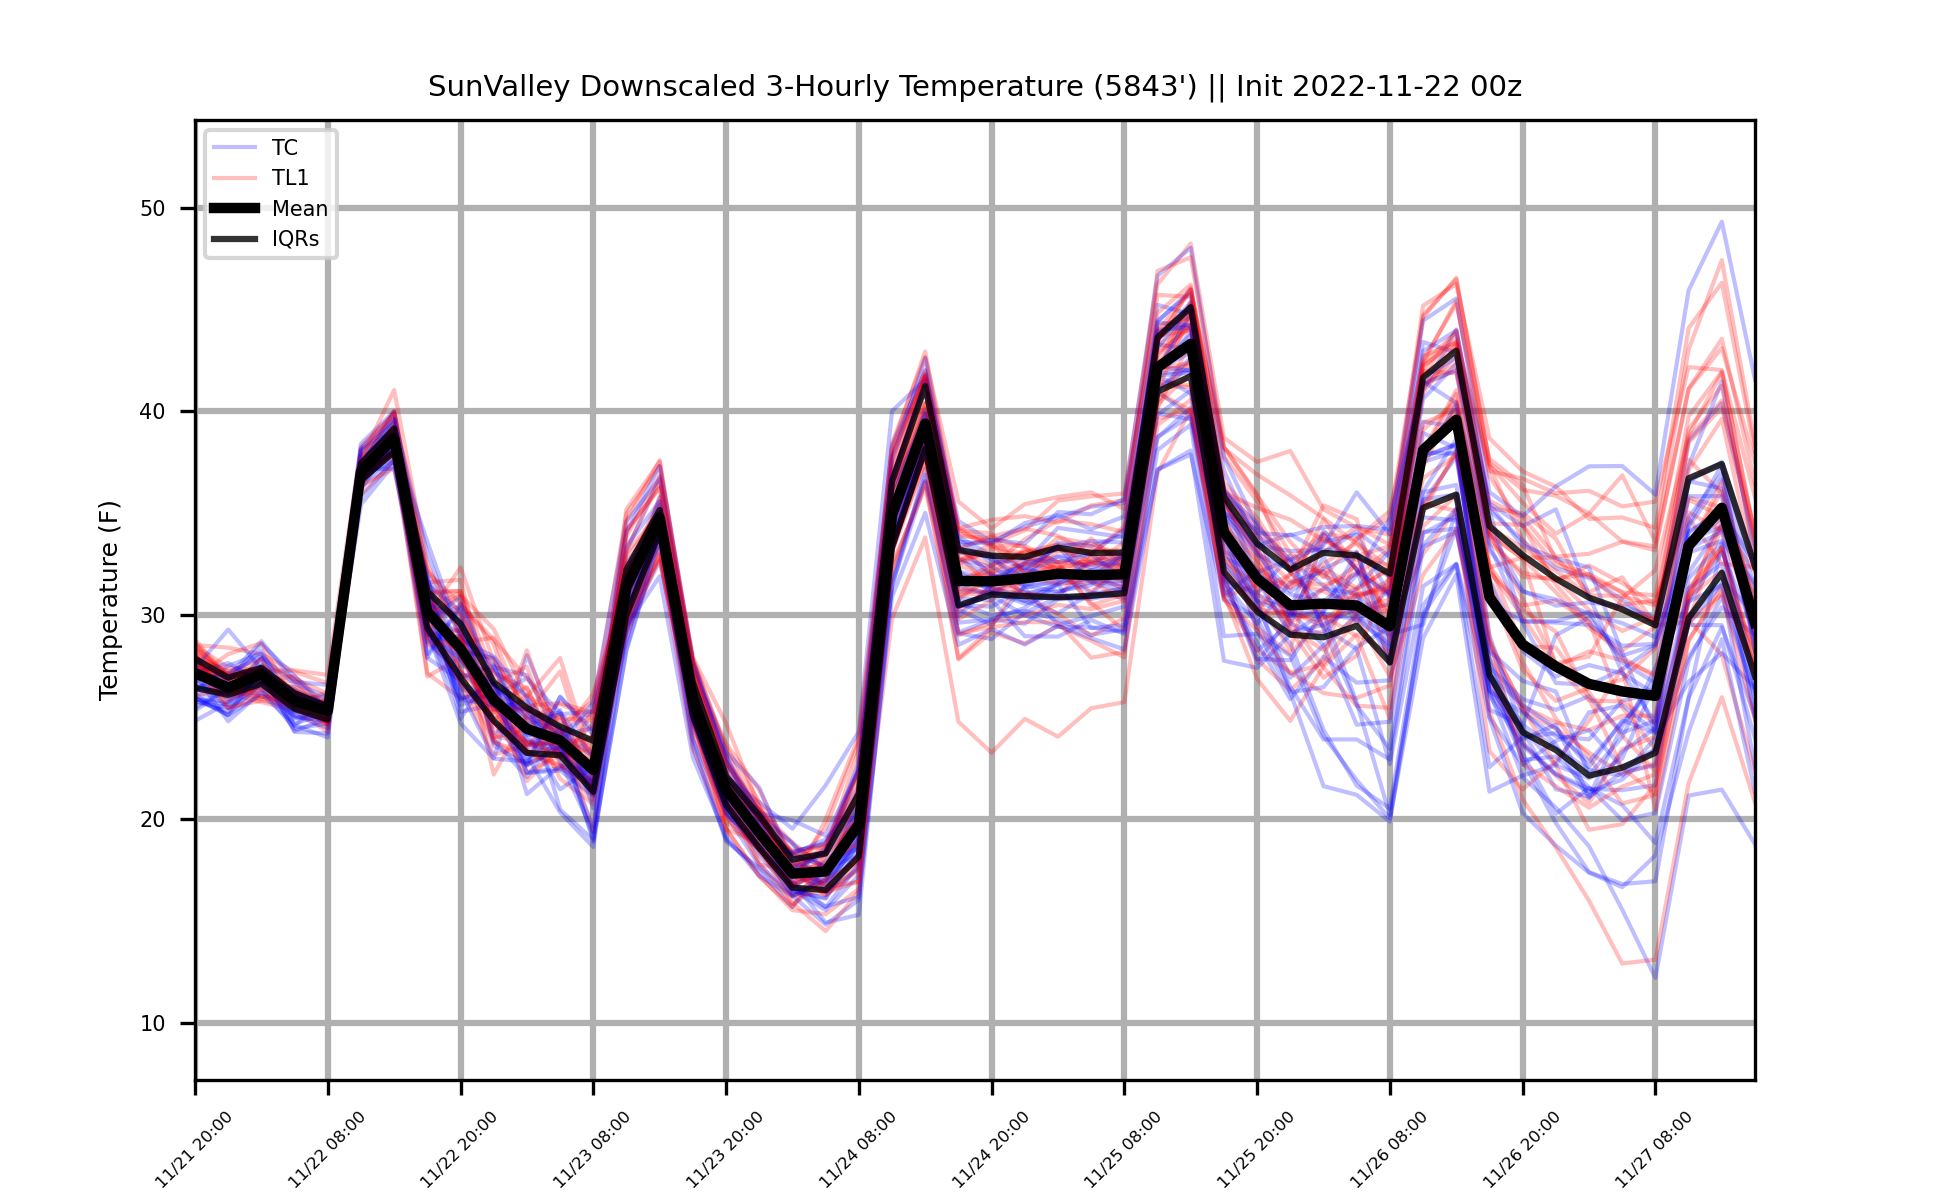 SunValley Downscaled 3-Hourly Temperature (5843') || Init 2022-11-22 00z
TC
TL1
Mean
IQRs
50
40
30
20
10
Temperature (F)
11/21 20:00
11/22 08:00
11/22 20:00
11/23 08:00
11/23 20:00
11/24 08:00
11/24 20:00
11/25 08:00
11/25 20:00
11/26 08:00
11/26 20:00
11/27 08:00